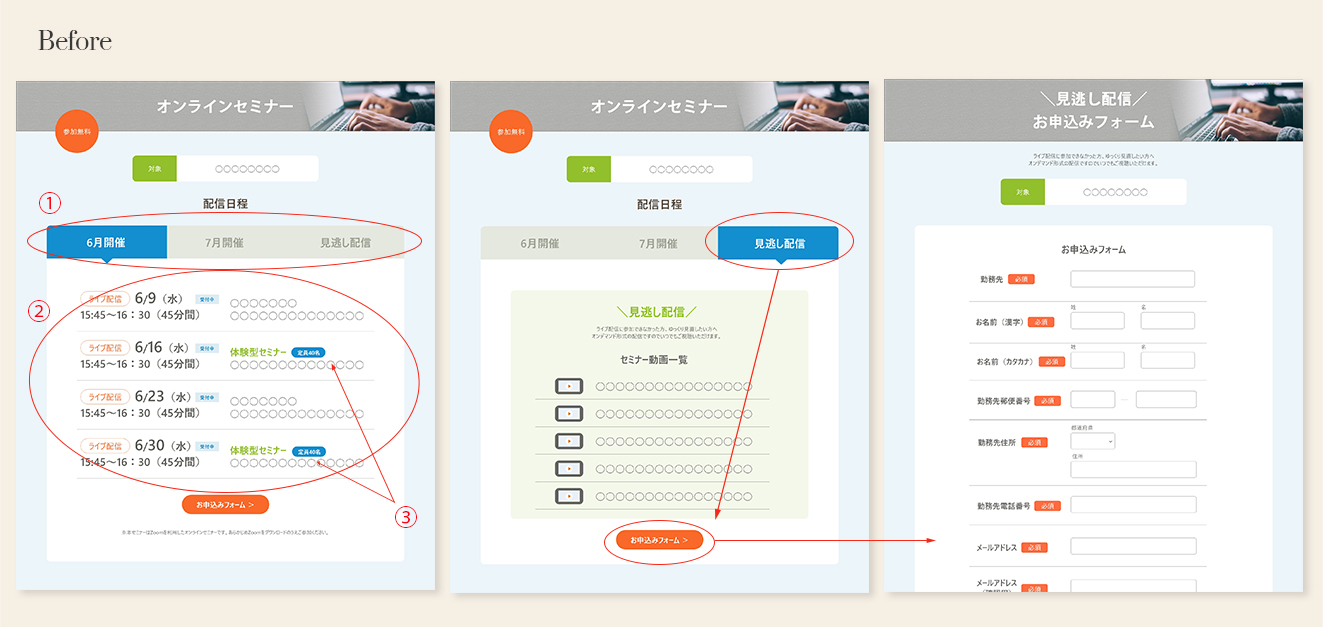 Before
オンラインセミナー
参加無料
対象 ○○○○○○○○
配信日程
①
6月開催 7月開催 見逃し配信
②
ライブ配信 6/9（水） 受付中 ○○○○○○○
15:45～16：30（45分間） ○○○○○○○○○○○○○○
ライブ配信 6/16（水） 受付中 体験型セミナー 定員40名
15:45～16：30（45分間） ○○○○○○○○○○○○○○
ライブ配信 6/23（水） 受付中 ○○○○○○○
15:45～16：30（45分間） ○○○○○○○○○○○○○○
ライブ配信 6/30（水） 受付中 体験型セミナー 定員40名
15:45～16：30（45分間） ○○○○○○○○○○○○○○
③
お申込みフォーム ＞
※本セミナーはZoomを利用したオンラインセミナーです。あらかじめZoomをダウンロードのうえご参加ください。
オンラインセミナー
参加無料
対象 ○○○○○○○○
配信日程
6月開催 7月開催 見逃し配信
＼見逃し配信／
ライブ配信に参加できなかった方、ゆっくり見直したい方へ
オンデマンド形式の配信ですのでいつでもご視聴いただけます。
セミナー動画一覧
○○○○○○○○○○○○○○
○○○○○○○○○○○○○○
○○○○○○○○○○○○○○
○○○○○○○○○○○○○○
○○○○○○○○○○○○○○
お申込みフォーム ＞
＼見逃し配信／
お申込みフォーム
ライブ配信に参加できなかった方、ゆっくり見直したい方へ
オンデマンド形式の配信ですのでいつでもご視聴いただけます。
対象 ○○○○○○○○
お申込みフォーム
勤務先 必須
姓 名
お名前（漢字） 必須
姓 名
お名前（カタカナ） 必須
勤務先郵便番号 必須 —
都道府県
勤務先住所 必須
住所
勤務先電話番号 必須
メールアドレス 必須
メールアドレス
必須